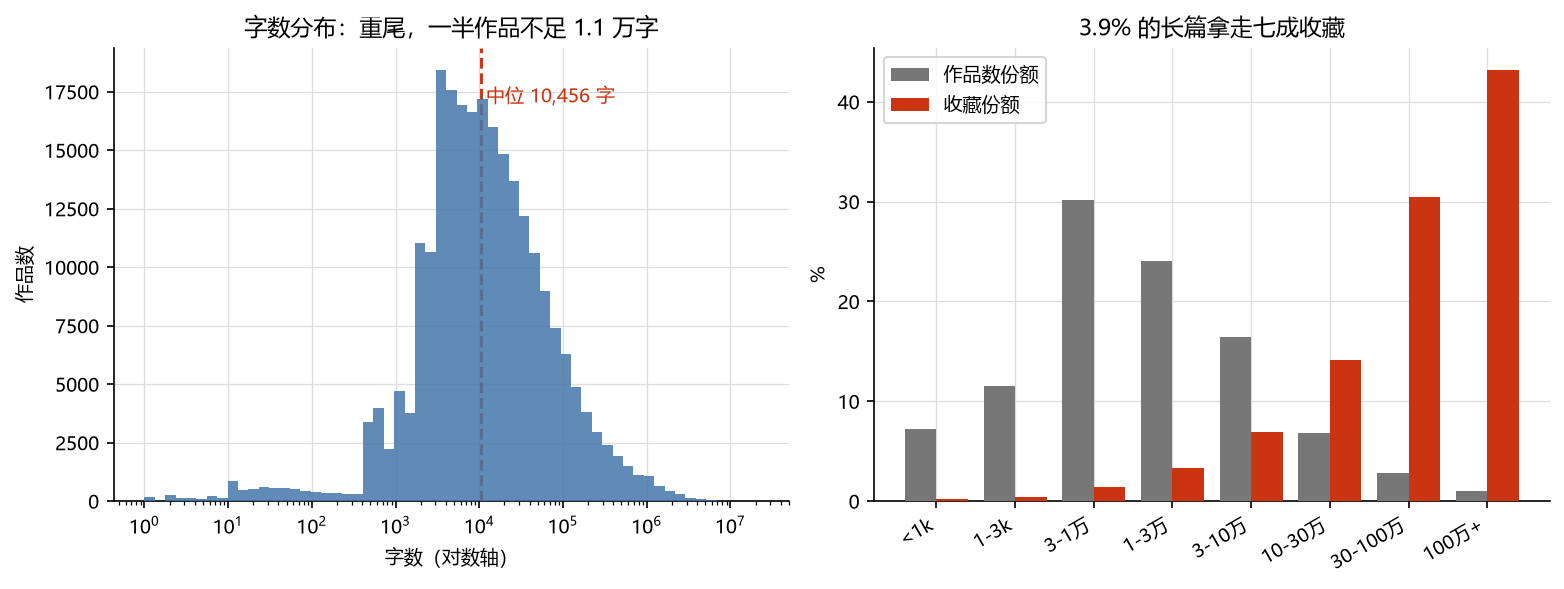 字数分布：重尾，一半作品不足 1.1 万字
中位 10,456 字
作品数
17500
15000
12500
10000
7500
5000
2500
0
10⁰
10¹
10²
10³
10⁴
10⁵
10⁶
10⁷
字数（对数轴）
3.9% 的长篇拿走七成收藏
作品数份额
收藏份额
%
40
30
20
10
0
<1k
1-3k
3-1万
1-3万
3-10万
10-30万
30-100万
100万+